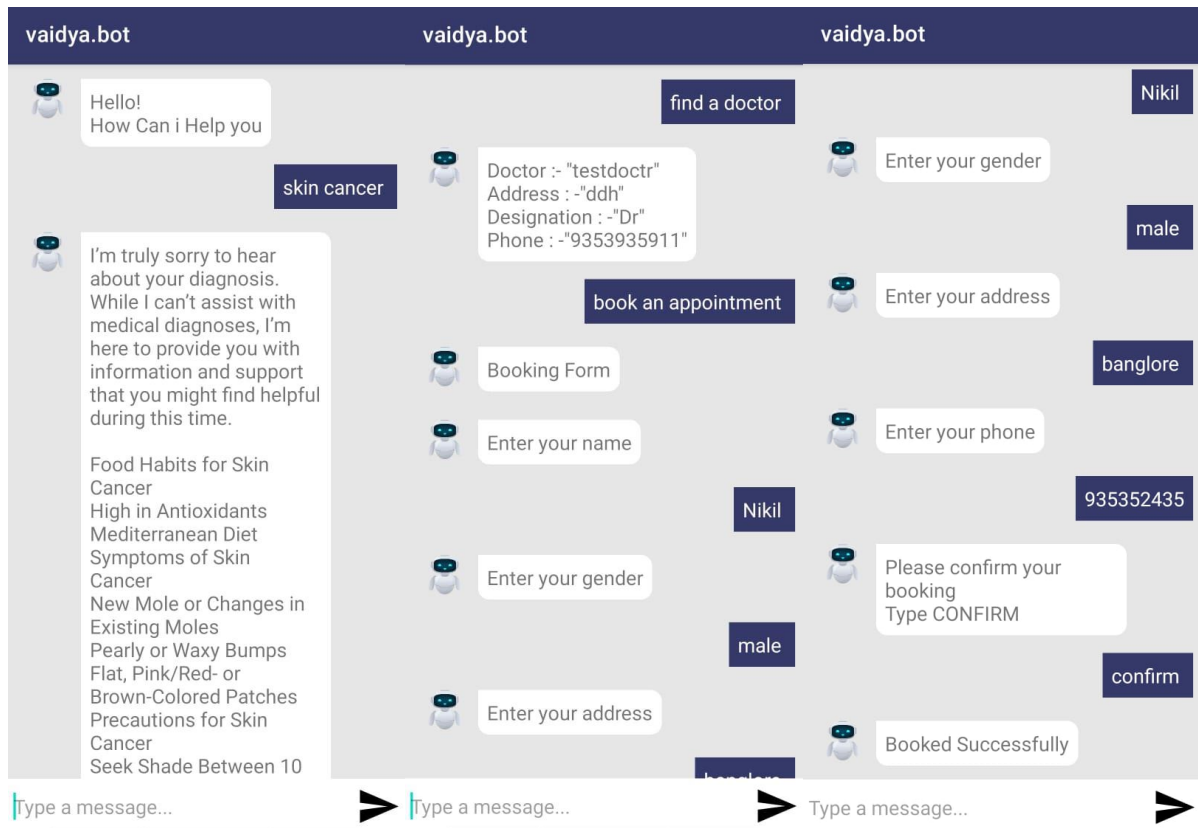 vaidya.bot
Hello!
How Can i Help you
skin cancer
I’m truly sorry to hear
about your diagnosis.
While I can’t assist with
medical diagnoses, I’m
here to provide you with
information and support
that you might find helpful
during this time.
Food Habits for Skin
Cancer
High in Antioxidants
Mediterranean Diet
Symptoms of Skin
Cancer
New Mole or Changes in
Existing Moles
Pearly or Waxy Bumps
Flat, Pink/Red- or
Brown-Colored Patches
Precautions for Skin
Cancer
Seek Shade Between 10
Type a message...
vaidya.bot
find a doctor
Doctor :- "testdoctr"
Address : -"ddh"
Designation : -"Dr"
Phone : -"9353935911"
book an appointment
Booking Form
Enter your name
Nikil
Enter your gender
male
Enter your address
banglore
Type a message...
vaidya.bot
Nikil
Enter your gender
male
Enter your address
banglore
Enter your phone
935352435
Please confirm your
booking
Type CONFIRM
confirm
Booked Successfully
Type a message...